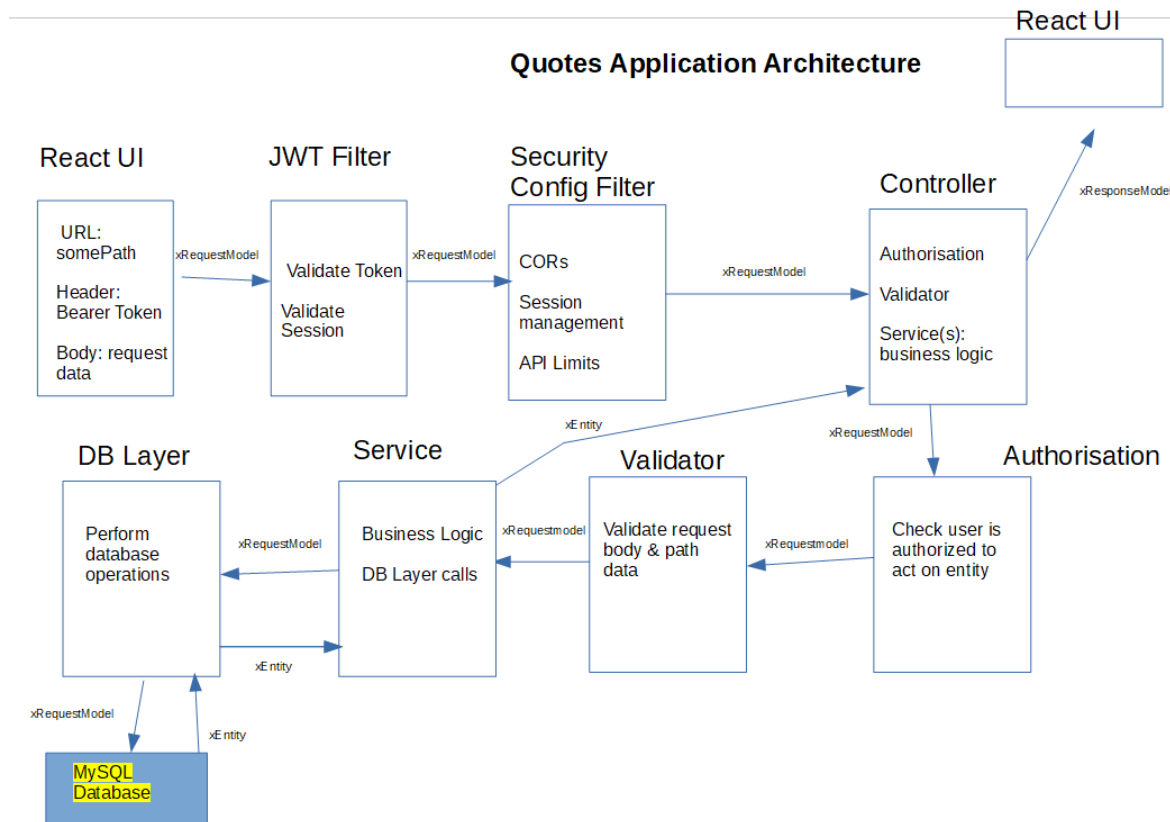 React UI
Quotes Application Architecture
React UI
JWT Filter
Security
Config Filter
Controller
xResponseModel
URL:
somePath
Header:
Bearer Token
Body: request
data
xRequestModel
Validate Token
Validate
Session
xRequestModel
CORs
Session
management
API Limits
xRequestModel
Authorisation
Validator
Service(s):
business logic
xEntity
xRequestModel
DB Layer
Service
Validator
Authorisation
Perform
database
operations
xRequestModel
Business Logic
DB Layer calls
xRequestmodel
Validate request
body & path
data
xRequestmodel
Check user is
authorized to
act on entity
xEntity
xRequestModel
xEntity
MySQL
Database